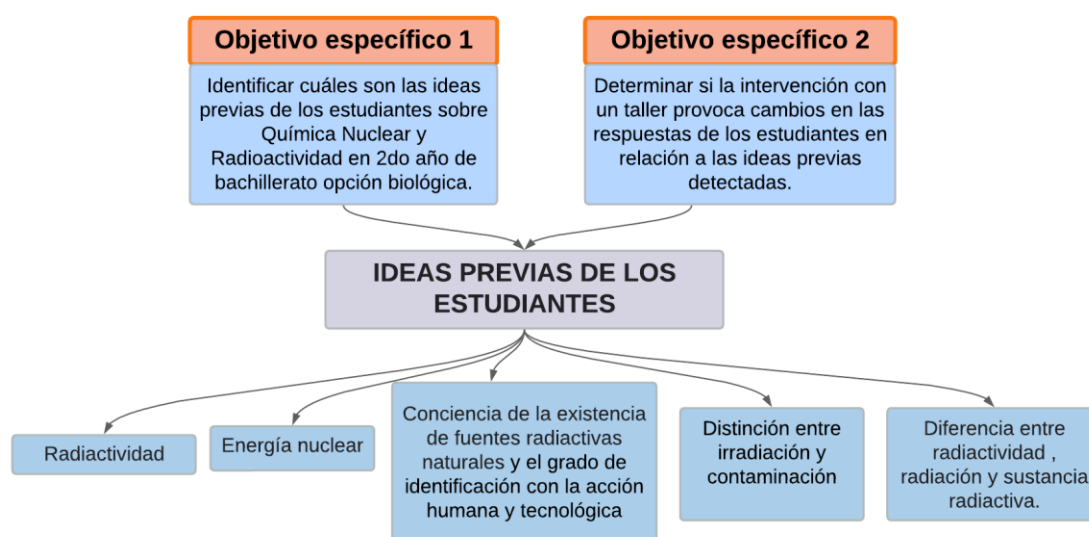 Objetivo específico 1
Identificar cuáles son las ideas
previas de los estudiantes sobre
Química Nuclear y
Radioactividad en 2do año de
bachillerato opción biológica.
Objetivo específico 2
Determinar si la intervención con
un taller provoca cambios en las
respuestas de los estudiantes en
relación a las ideas previas
detectadas.
IDEAS PREVIAS DE LOS
ESTUDIANTES
Radiactividad
Energía nuclear
Conciencia de la existencia
de fuentes radiactivas
naturales y el grado de
identificación con la acción
humana y tecnológica
Distinción entre
irradiación y
contaminación
Diferencia entre
radiactividad ,
radiación y sustancia
radiactiva.